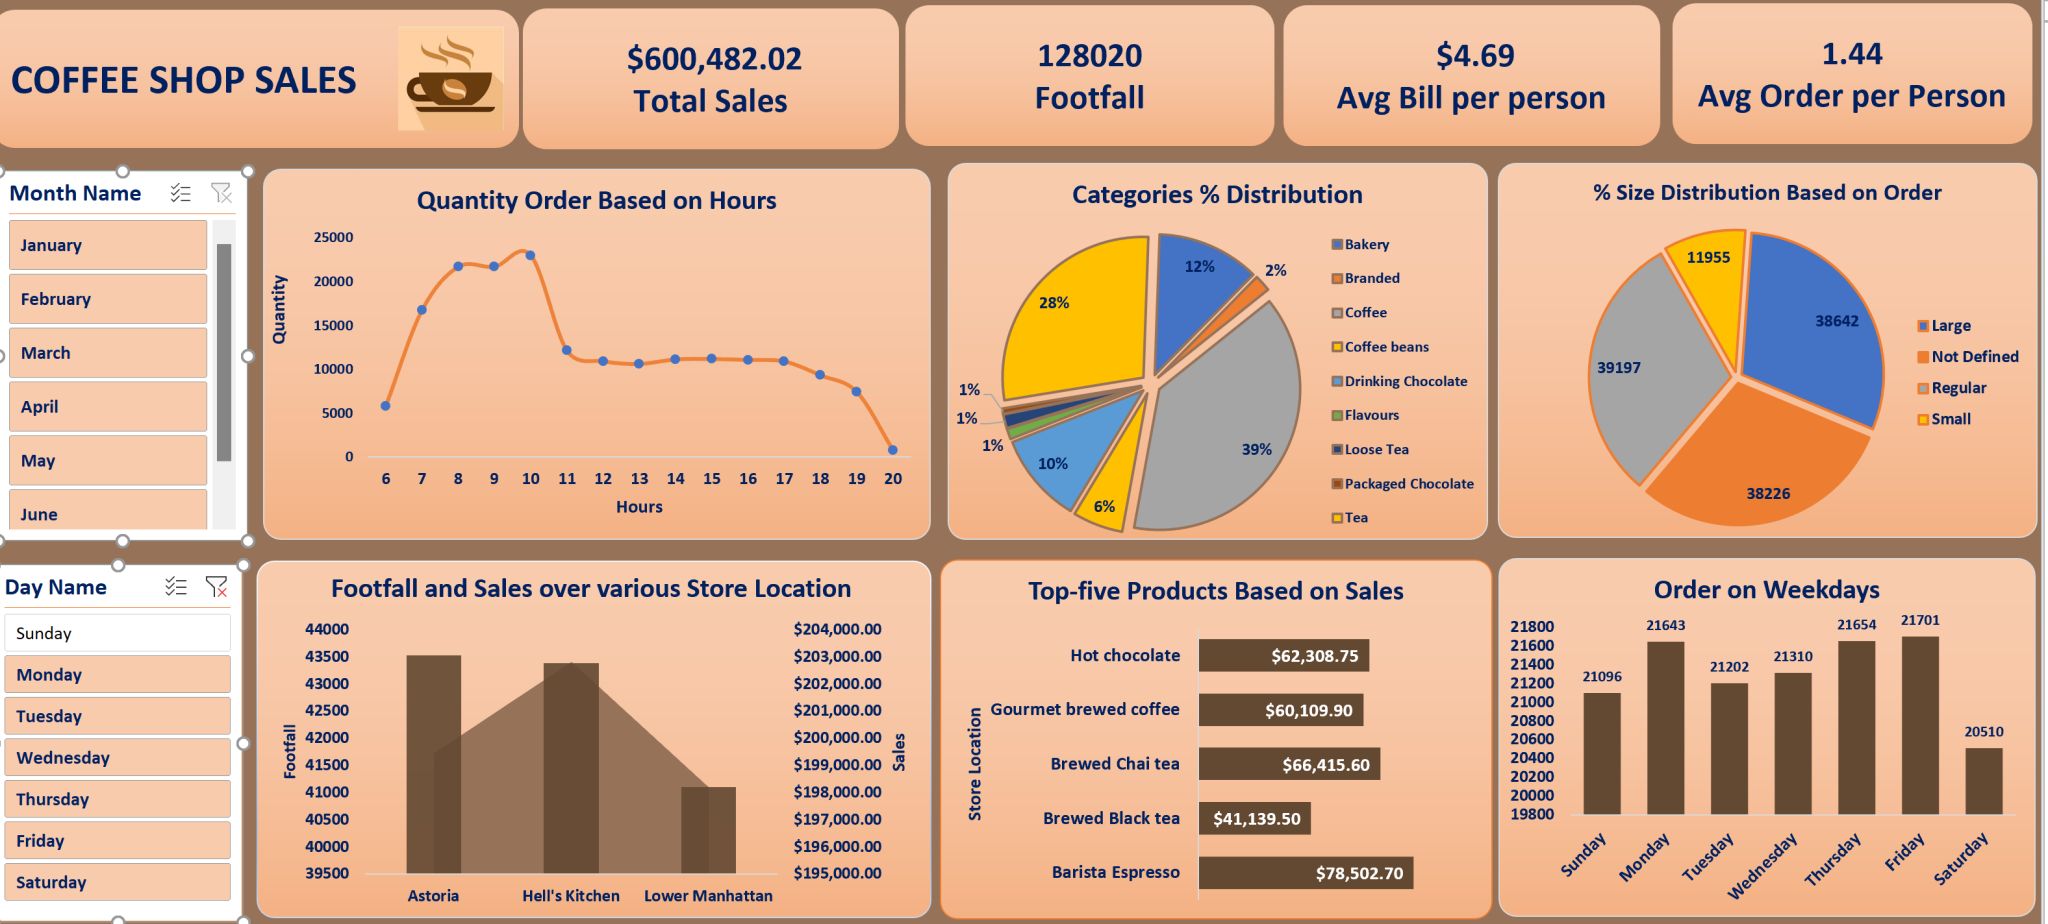 COFFEE SHOP SALES
$600,482.02
Total Sales
128020
Footfall
$4.69
Avg Bill per person
1.44
Avg Order per Person
Month Name
January
February
March
April
May
June
Quantity Order Based on Hours
Quantity
25000
20000
15000
10000
5000
0
6 7 8 9 10 11 12 13 14 15 16 17 18 19 20
Hours
Categories % Distribution
12%
2%
39%
6%
10%
1%
1%
1%
28%
Bakery
Branded
Coffee
Coffee beans
Drinking Chocolate
Flavours
Loose Tea
Packaged Chocolate
Tea
% Size Distribution Based on Order
11955
38642
39197
38226
Large
Not Defined
Regular
Small
Day Name
Sunday
Monday
Tuesday
Wednesday
Thursday
Friday
Saturday
Footfall and Sales over various Store Location
Footfall
44000
43500
43000
42500
42000
41500
41000
40500
40000
39500
$204,000.00
$203,000.00
$202,000.00
$201,000.00
$200,000.00
$199,000.00
$198,000.00
$197,000.00
$196,000.00
$195,000.00
Sales
Astoria Hell's Kitchen Lower Manhattan
Top-five Products Based on Sales
Store Location
Hot chocolate $62,308.75
Gourmet brewed coffee $60,109.90
Brewed Chai tea $66,415.60
Brewed Black tea $41,139.50
Barista Espresso $78,502.70
Order on Weekdays
21800
21600
21400
21200
21000
20800
20600
20400
20200
20000
19800
21096 21643 21202 21310 21654 21701 20510
Sunday Monday Tuesday Wednesday Thursday Friday Saturday